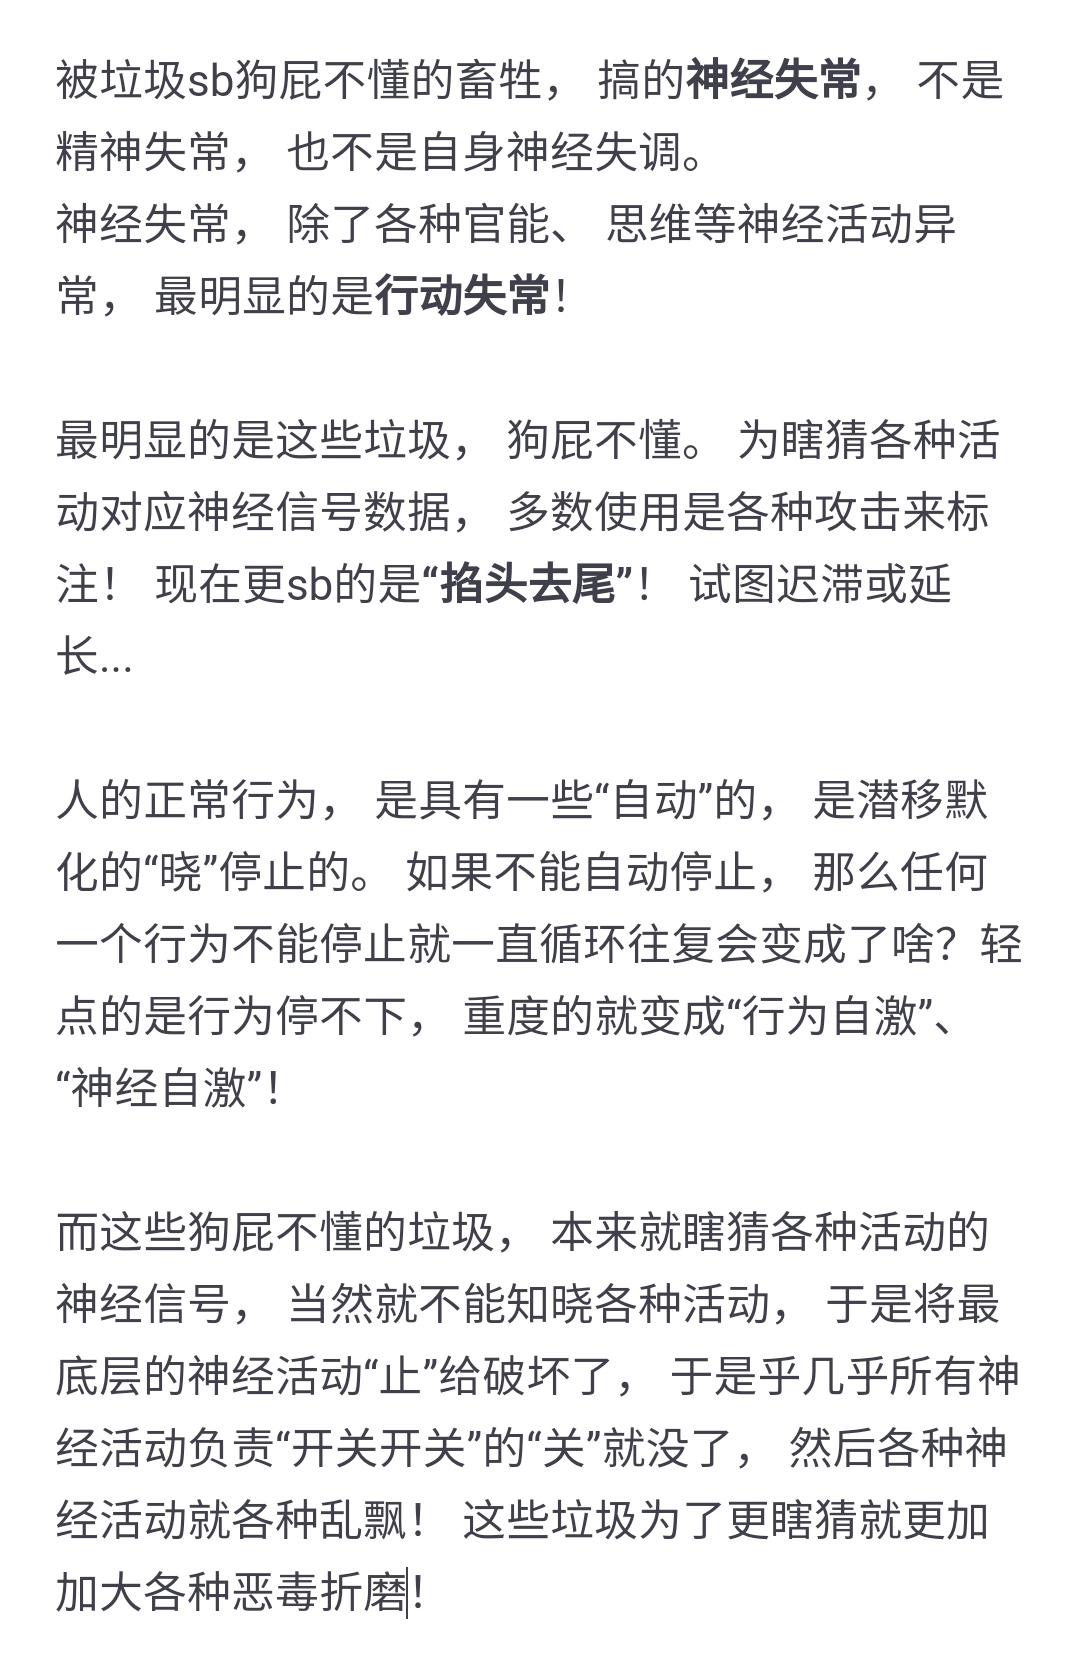 被垃圾sb狗屁不懂的畜牲， 搞的神经失常， 不是
精神失常， 也不是自身神经失调。
神经失常， 除了各种官能、 思维等神经活动异
常， 最明显的是行动失常！
最明显的是这些垃圾， 狗屁不懂。 为瞎猜各种活
动对应神经信号数据， 多数使用是各种攻击来标
注！ 现在更sb的是“掐头去尾”！ 试图迟滞或延
长...
人的正常行为， 是具有一些“自动”的， 是潜移默
化的“晓”停止的。 如果不能自动停止， 那么任何
一个行为不能停止就一直循环往复会变成了啥？轻
点的是行为停不下， 重度的就变成“行为自激”、
“神经自激”！
而这些狗屁不懂的垃圾， 本来就瞎猜各种活动的
神经信号， 当然就不能知晓各种活动， 于是将最
底层的神经活动“止”给破坏了， 于是乎几乎所有神
经活动负责“开关开关”的“关”就没了， 然后各种神
经活动就各种乱飘！ 这些垃圾为了更瞎猜就更加
加大各种恶毒折磨！